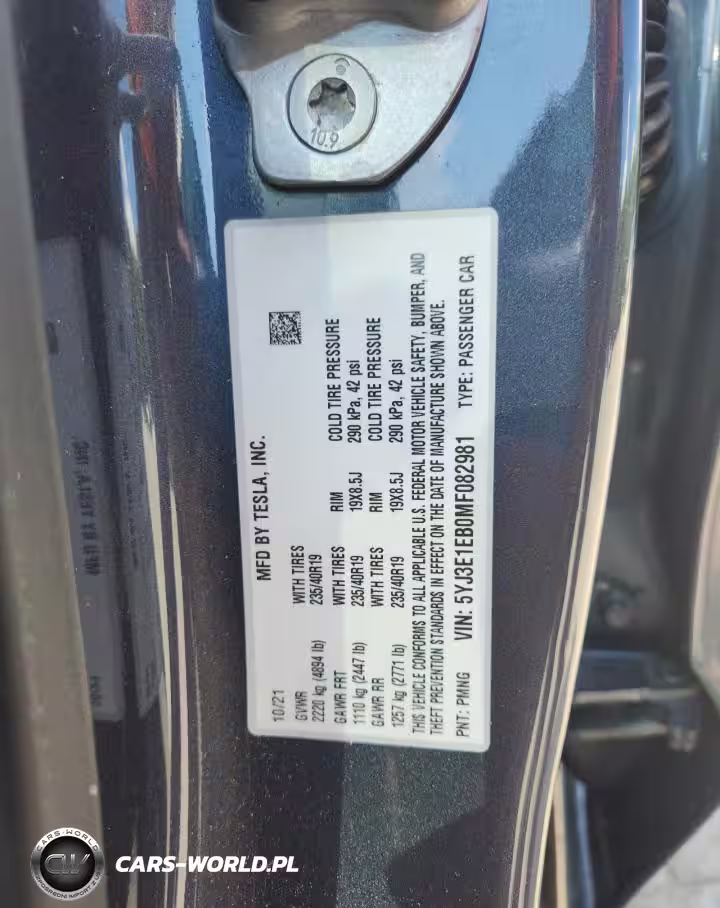 10.9
MFD BY TESLA, INC.
10/21
GVWR WITH TIRES
2220 kg (4894 lb) 235/40R19
GAWR FRT WITH TIRES RIM COLD TIRE PRESSURE
1110 kg (2447 lb) 235/40R19 19X8.5J 290 kPa, 42 psi
GAWR RR WITH TIRES RIM COLD TIRE PRESSURE
1257 kg (2771 lb) 235/40R19 19X8.5J 290 kPa, 42 psi
THIS VEHICLE CONFORMS TO ALL APPLICABLE U.S. FEDERAL MOTOR VEHICLE SAFETY, BUMPER, AND
THEFT PREVENTION STANDARDS IN EFFECT ON THE DATE OF MANUFACTURE SHOWN ABOVE.
PNT: PMNG VIN: 5YJ3E1EB0MF082981 TYPE: PASSENGER CAR
CARS-WORLD
CW
CARS-WORLD.PL